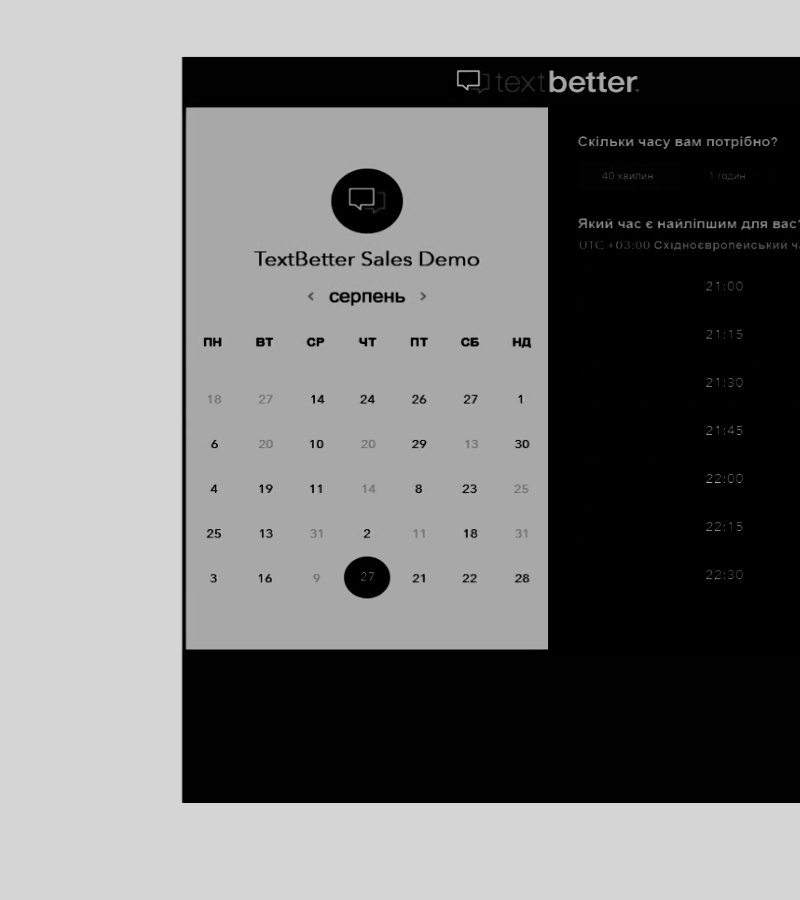 textbetter.
TextBetter Sales Demo
‹ серпень ›
ПН ВТ СР ЧТ ПТ СБ НД
18 27 14 24 26 27 1
6 20 10 20 29 13 30
4 19 11 14 8 23 25
25 13 31 2 11 18 31
3 16 9 27 21 22 28
Скільки часу вам потрібно?
40 хвилин 1 годин
Який час є найліпшим для вас?
UTC +03:00 Східноєвропейський
21:00
21:15
21:30
21:45
22:00
22:15
22:30